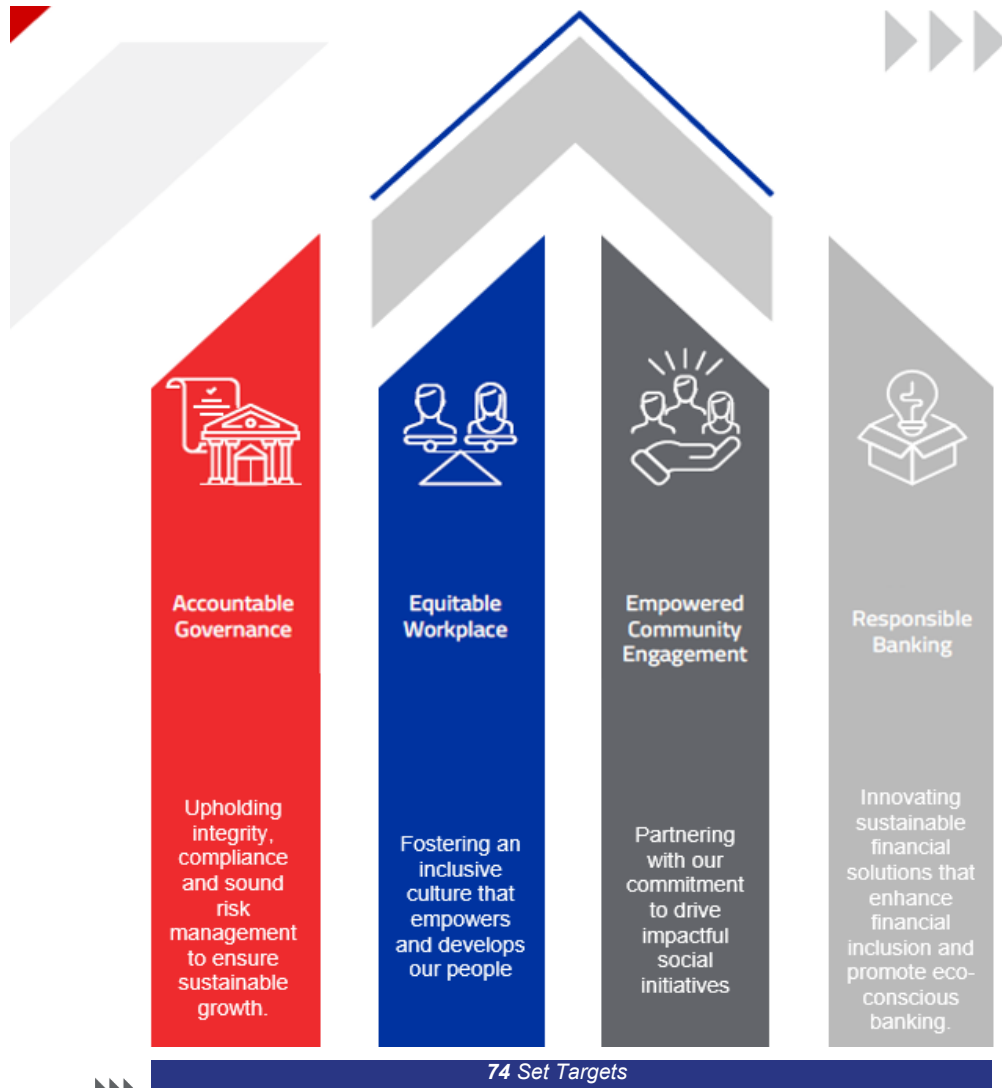 Accountable
Governance
Upholding
integrity,
compliance
and sound
risk
management
to ensure
sustainable
growth.
Equitable
Workplace
Fostering an
inclusive
culture that
empowers
and develops
our people
Empowered
Community
Engagement
Partnering
with our
commitment
to drive
impactful
social
initiatives
Responsible
Banking
Innovating
sustainable
financial
solutions that
enhance
financial
inclusion and
promote eco-
conscious
banking.
74 Set Targets